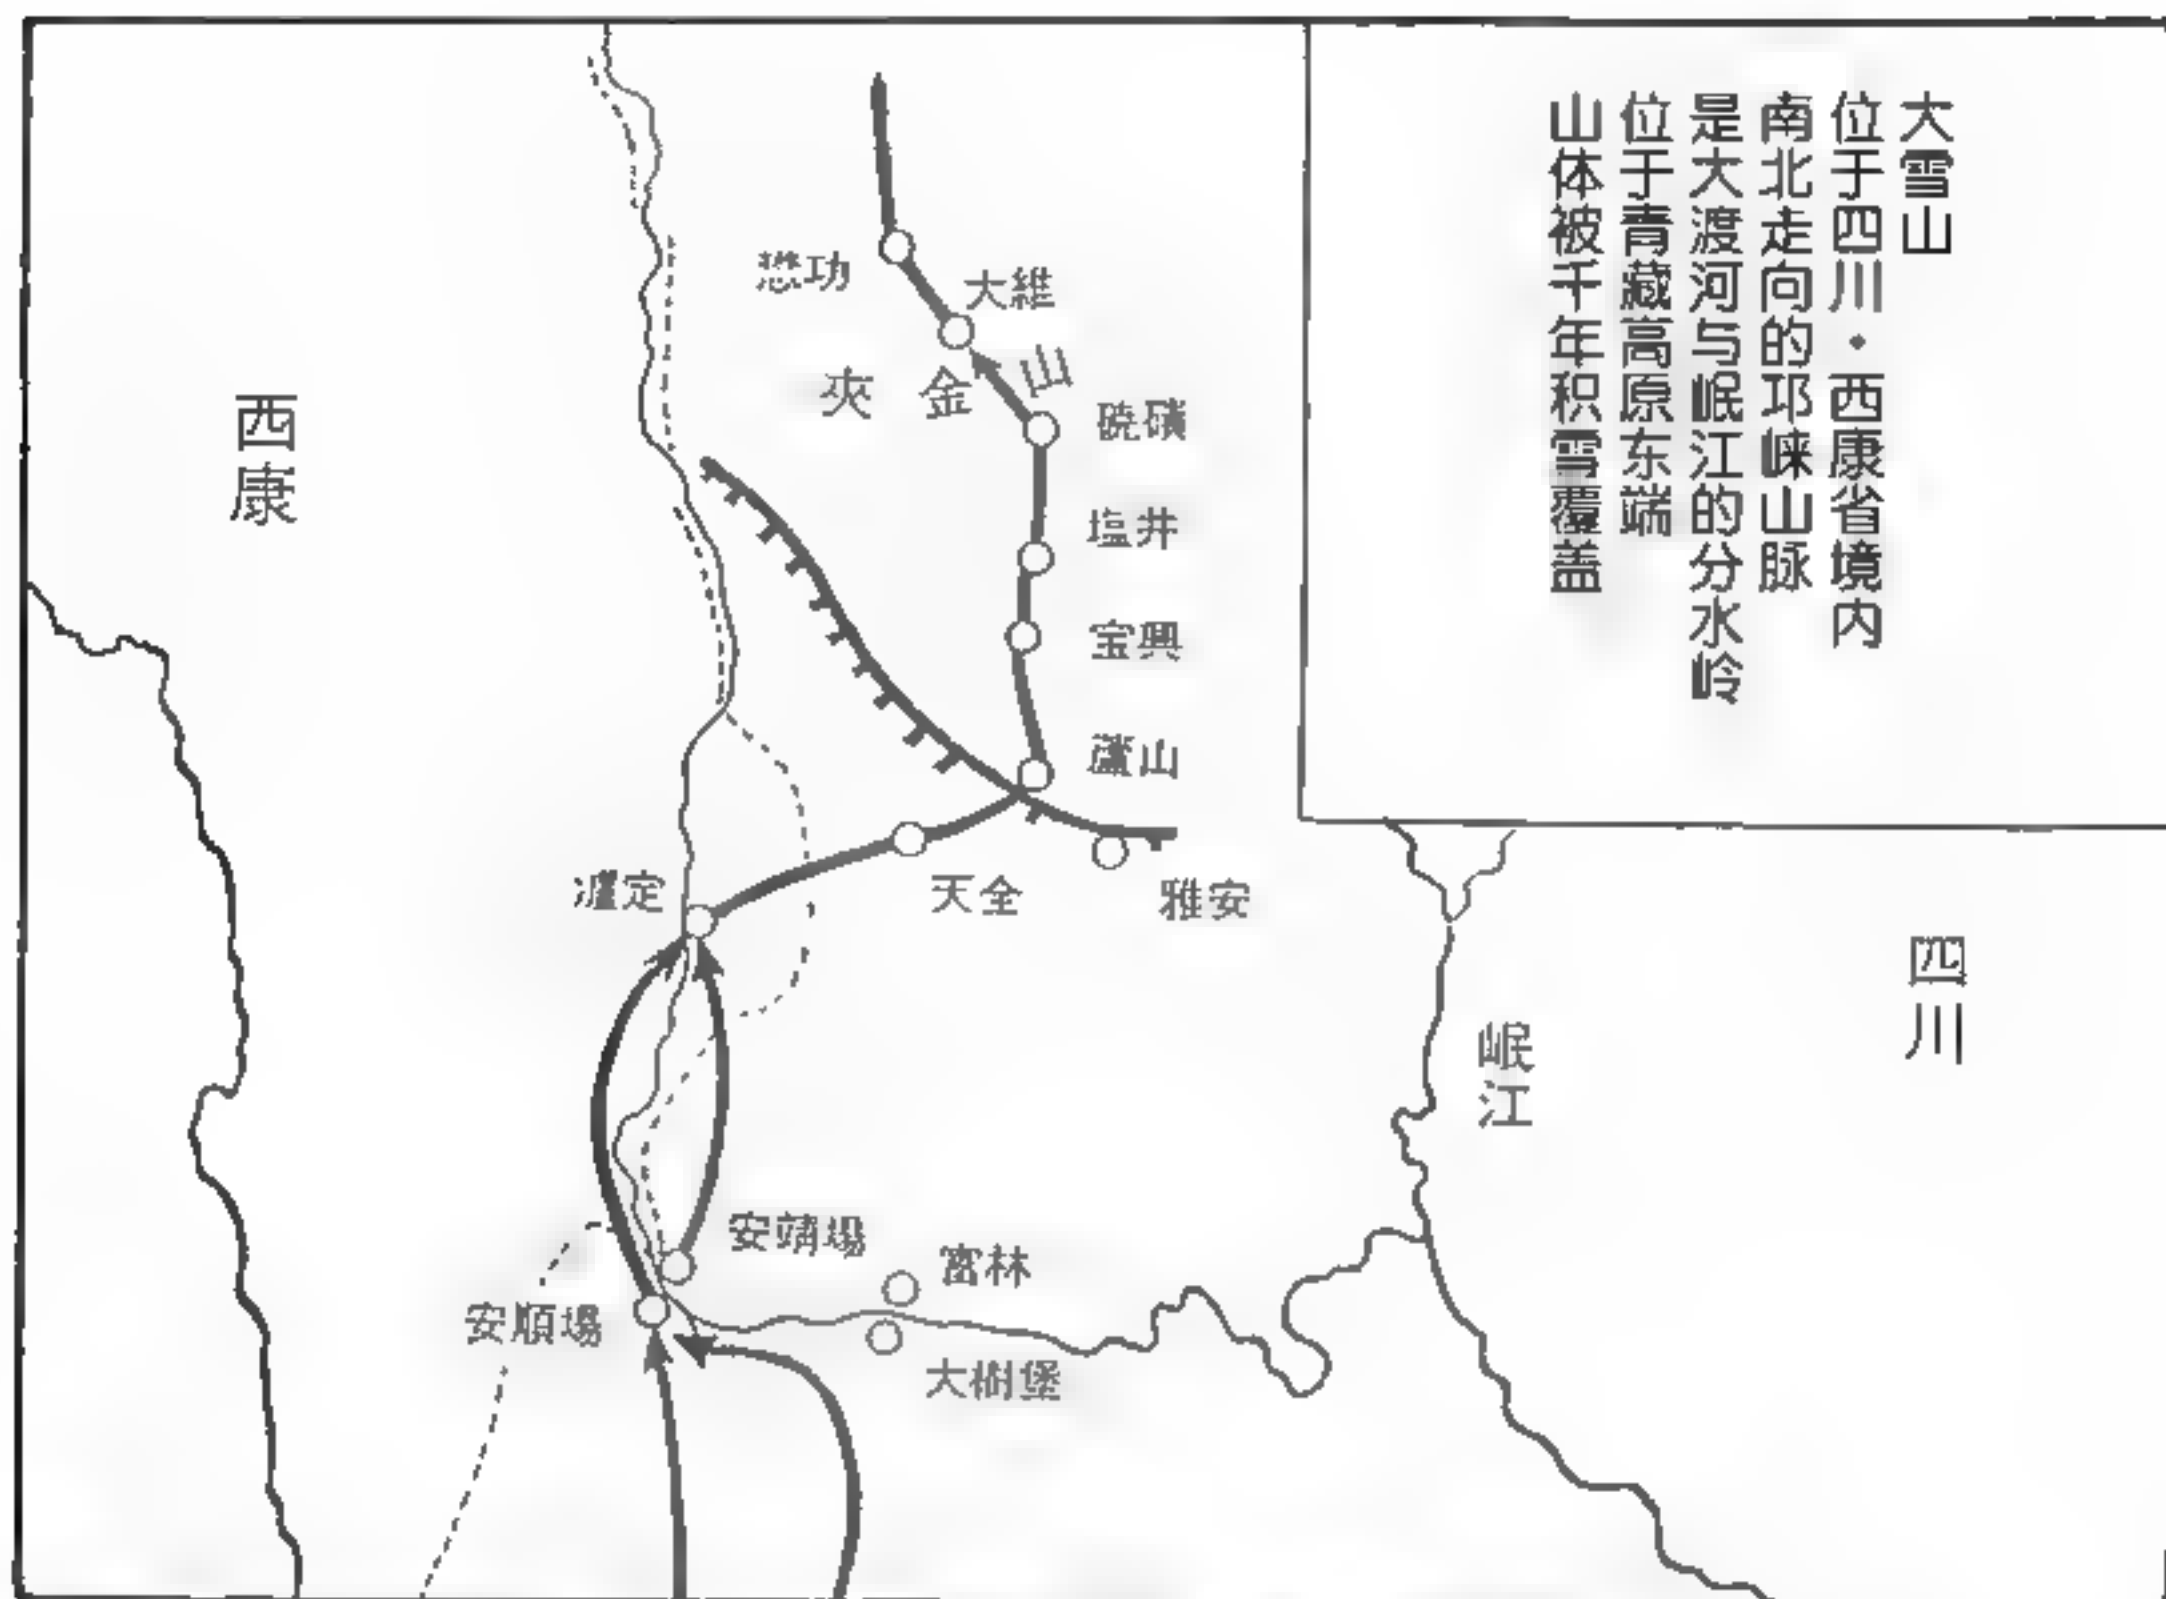 大雪山
位于四川·西康省境内
南北走向的邛崃山脉
是大渡河与岷江的分水岭
位于青藏高原东端
山体被千年积雪覆盖
大維
夾金山
硗磧
塩井
宝興
蘆山
西康
瀘定
天全
雅安
四川
岷江
安靖場
富林
安順場
大樹堡